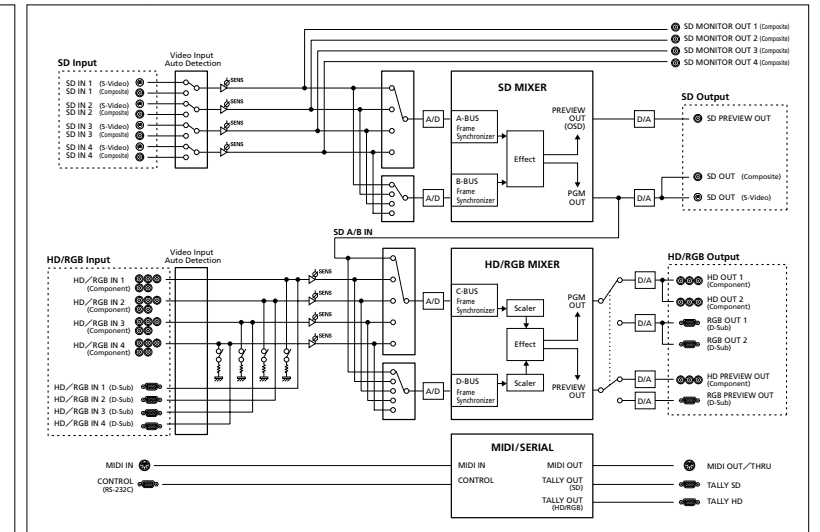 SD MONITOR OUT 1 (Composite)
SD MONITOR OUT 2 (Composite)
SD MONITOR OUT 3 (Composite)
SD MONITOR OUT 4 (Composite)
SD Input
Video Input
Auto Detection
SD IN 1 (S-Video)
SD IN 1 (Composite)
SD IN 2 (S-Video)
SD IN 2 (Composite)
SD IN 3 (S-Video)
SD IN 3 (Composite)
SD IN 4 (S-Video)
SD IN 4 (Composite)
SENS
SENS
SENS
SENS
A/D
A/D
SD MIXER
A-BUS
Frame
Synchronizer
B-BUS
Frame
Synchronizer
Effect
PREVIEW
OUT
(OSD)
PGM
OUT
D/A
D/A
SD Output
SD PREVIEW OUT
SD OUT (Composite)
SD OUT (S-Video)
SD A/B IN
HD/RGB Input
Video Input
Auto Detection
HD／RGB IN 1
(Component)
HD／RGB IN 2
(Component)
HD／RGB IN 3
(Component)
HD／RGB IN 4
(Component)
HD／RGB IN 1 (D-Sub)
HD／RGB IN 2 (D-Sub)
HD／RGB IN 3 (D-Sub)
HD／RGB IN 4 (D-Sub)
SENS
SENS
SENS
SENS
A/D
A/D
HD/RGB MIXER
C-BUS
Frame
Synchronizer
D-BUS
Frame
Synchronizer
Scaler
Effect
Scaler
PGM
OUT
PREVIEW
OUT
D/A
D/A
D/A
D/A
HD/RGB Output
HD OUT 1
(Component)
HD OUT 2
(Component)
RGB OUT 1
(D-Sub)
RGB OUT 2
(D-Sub)
HD PREVIEW OUT
(Component)
RGB PREVIEW OUT
(D-Sub)
MIDI/SERIAL
MIDI IN
CONTROL
(RS-232C)
MIDI IN
CONTROL
MIDI OUT
TALLY OUT
(SD)
TALLY OUT
(HD/RGB)
MIDI OUT／THRU
TALLY SD
TALLY HD